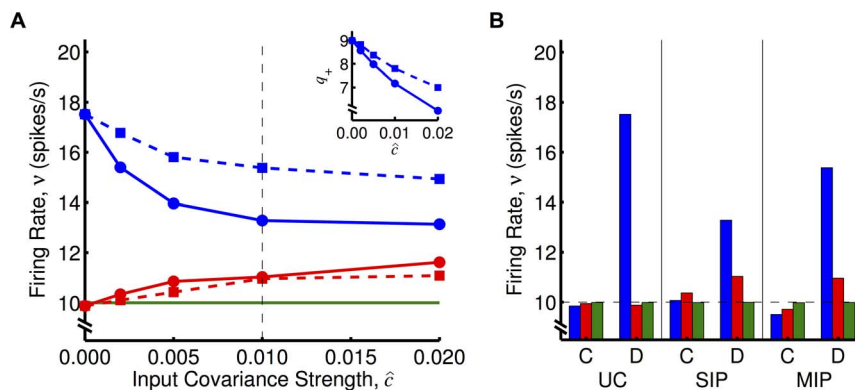 A
B
Firing Rate, ν (spikes/s)
20
18
16
14
12
10
0.000 0.005 0.010 0.015 0.020
Input Covariance Strength, ĉ
q+
9
8
7
0.00 0.01 0.02
ĉ
Firing Rate, ν (spikes/s)
20
18
16
14
12
10
C D C D C D
UC SIP MIP